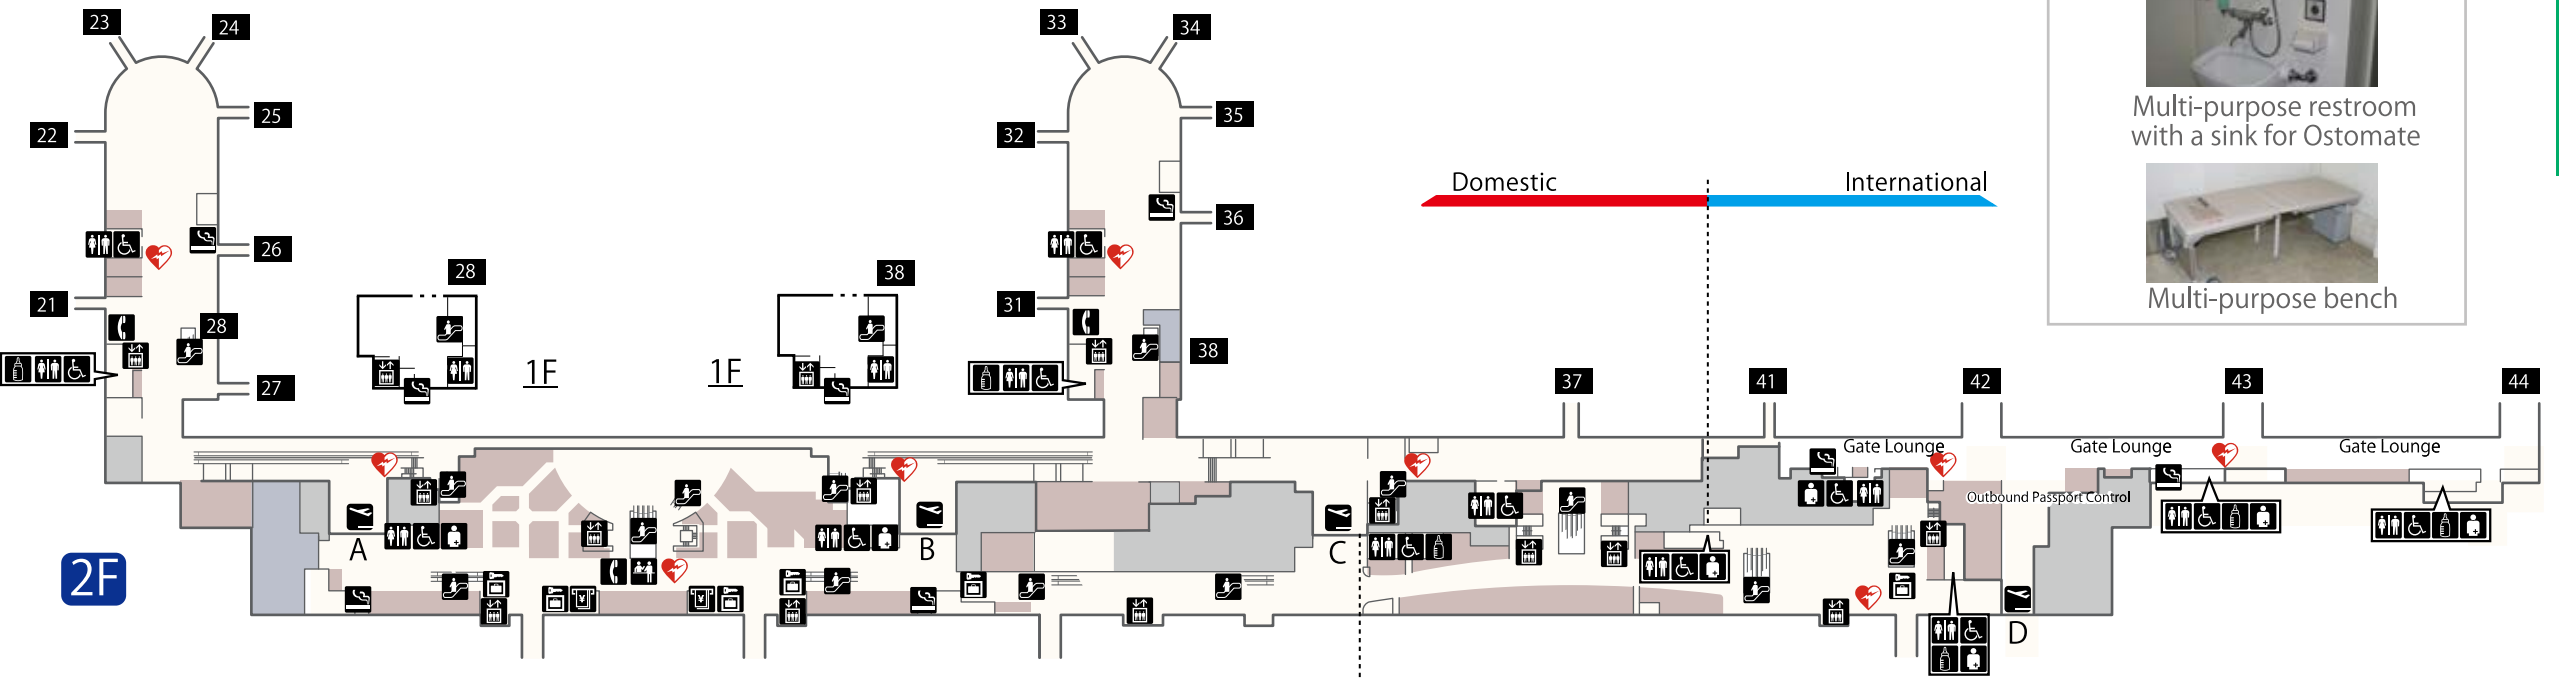 23
24
33
34
25
35
22
32
Multi-purpose restroom
with a sink for Ostomate
Domestic
International
36
26
28
38
21
31
28
1F
1F
38
27
Multi-purpose bench
37
41
42
43
44
Gate Lounge
Gate Lounge
Gate Lounge
Outbound Passport Control
A
B
C
D
2F
¥
¥